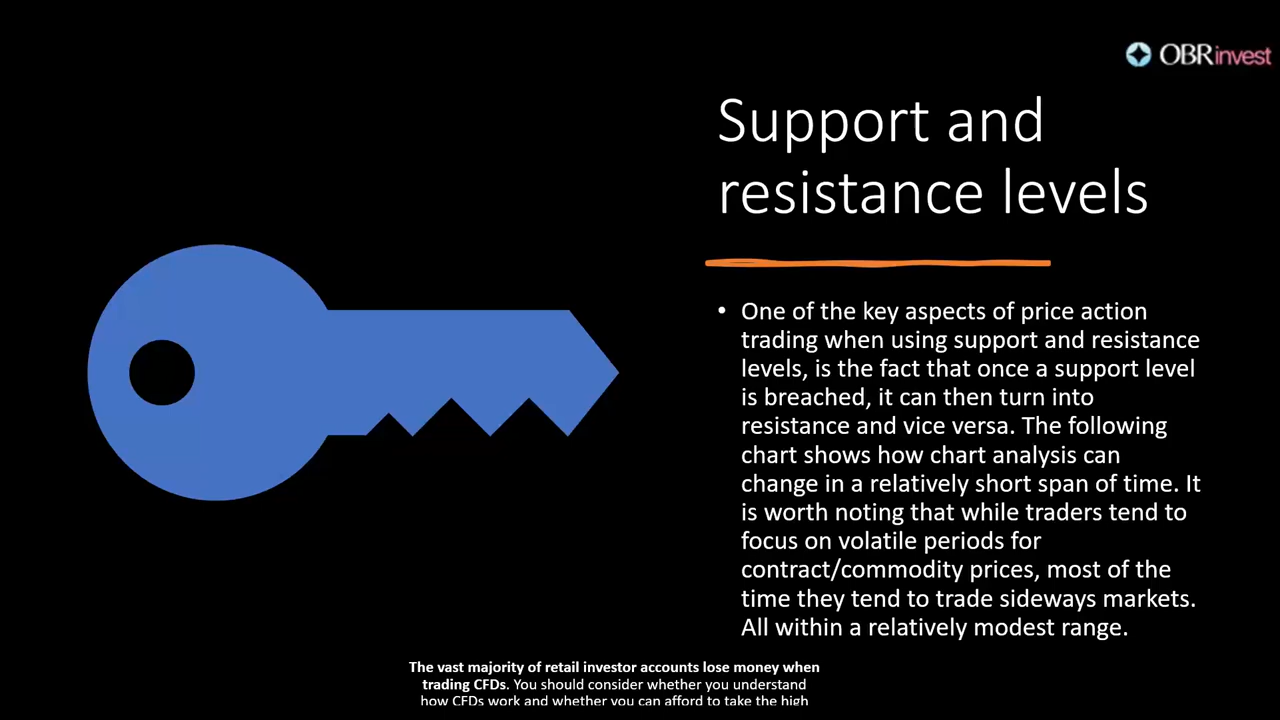 OBRinvest
Support and
resistance levels
• One of the key aspects of price action
trading when using support and resistance
levels, is the fact that once a support level
is breached, it can then turn into
resistance and vice versa. The following
chart shows how chart analysis can
change in a relatively short span of time. It
is worth noting that while traders tend to
focus on volatile periods for
contract/commodity prices, most of the
time they tend to trade sideways markets.
All within a relatively modest range.
The vast majority of retail investor accounts lose money when
trading CFDs. You should consider whether you understand
how CFDs work and whether you can afford to take the high